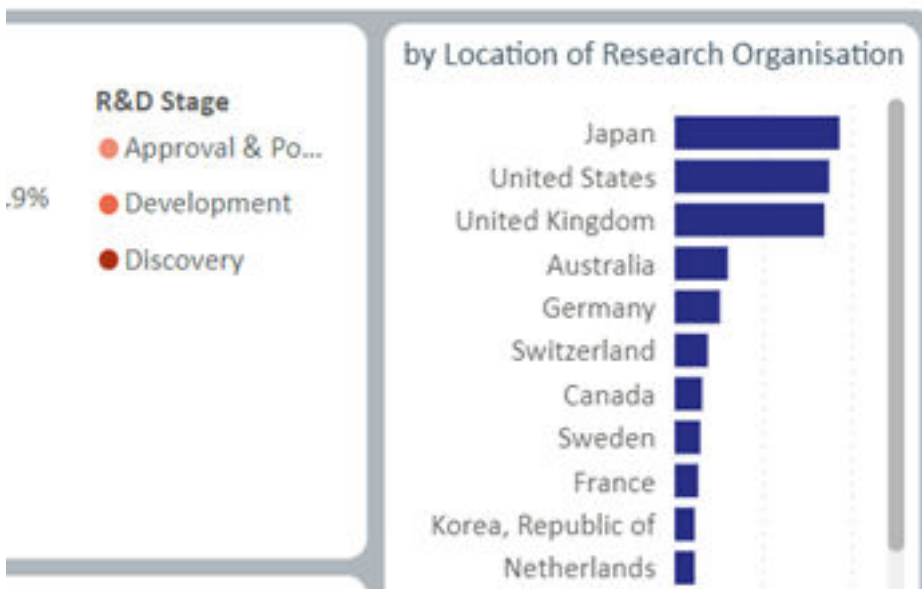 by Location of Research Organisation
R&D Stage
Approval & Po...
.9%
Development
Discovery
Japan
United States
United Kingdom
Australia
Germany
Switzerland
Canada
Sweden
France
Korea, Republic of
Netherlands